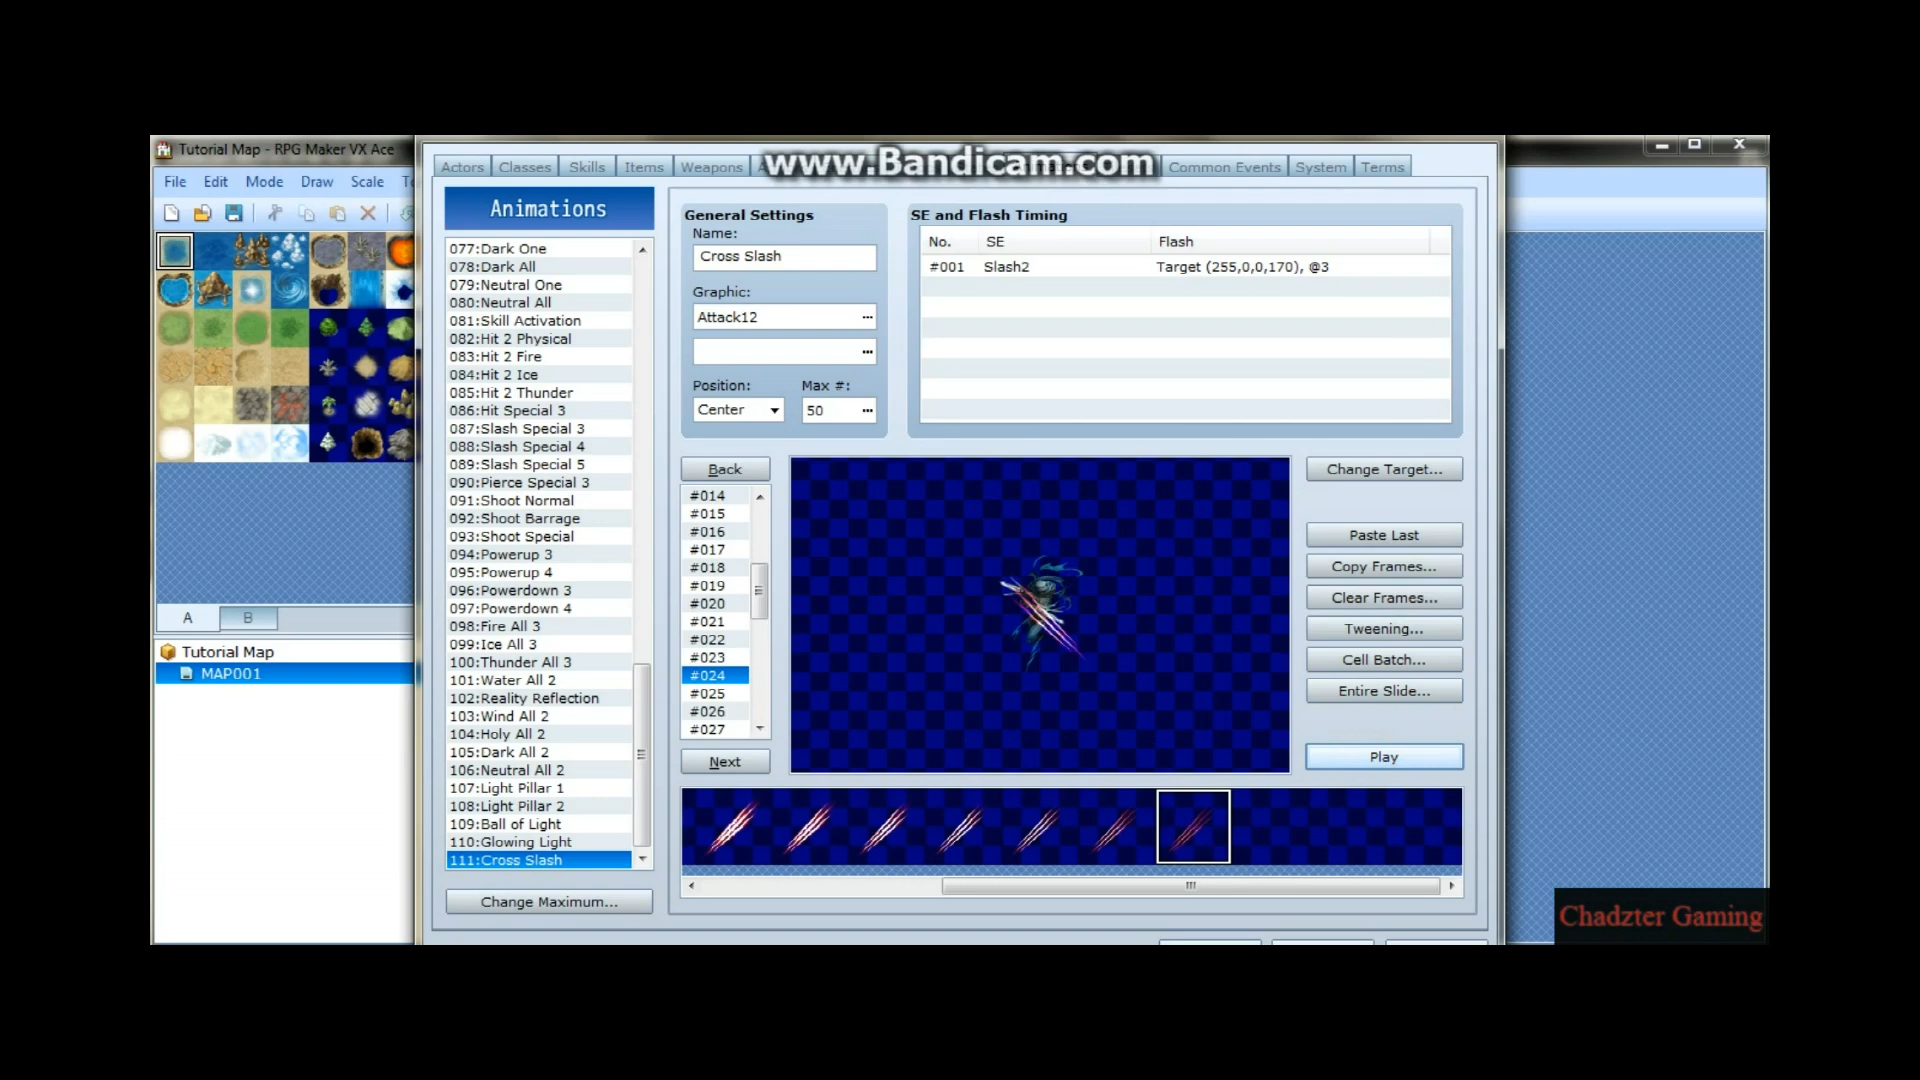 Tutorial Map - RPG Maker VX Ace
www.Bandicam.com
File Edit Mode Draw Scale
Actors Classes Skills Items Weapons Common Events System Terms
Animations
077:Dark One
078:Dark All
079:Neutral One
080:Neutral All
081:Skill Activation
082:Hit 2 Physical
083:Hit 2 Fire
084:Hit 2 Ice
085:Hit 2 Thunder
086:Hit Special 3
087:Slash Special 3
088:Slash Special 4
089:Slash Special 5
090:Pierce Special 3
091:Shoot Normal
092:Shoot Barrage
093:Shoot Special
094:Powerup 3
095:Powerup 4
096:Powerdown 3
097:Powerdown 4
098:Fire All 3
099:Ice All 3
100:Thunder All 3
101:Water All 2
102:Reality Reflection
103:Wind All 2
104:Holy All 2
105:Dark All 2
106:Neutral All 2
107:Light Pillar 1
108:Light Pillar 2
109:Ball of Light
110:Glowing Light
111:Cross Slash
Change Maximum...
General Settings
Name:
Cross Slash
Graphic:
Attack12
Position: Max #:
Center 50
SE and Flash Timing
No. SE Flash
#001 Slash2 Target (255,0,0,170), @3
Back
#014
#015
#016
#017
#018
#019
#020
#021
#022
#023
#024
#025
#026
#027
Next
Change Target...
Paste Last
Copy Frames...
Clear Frames...
Tweening...
Cell Batch...
Entire Slide...
Play
A B
Tutorial Map
MAP001
Chadzter Gaming